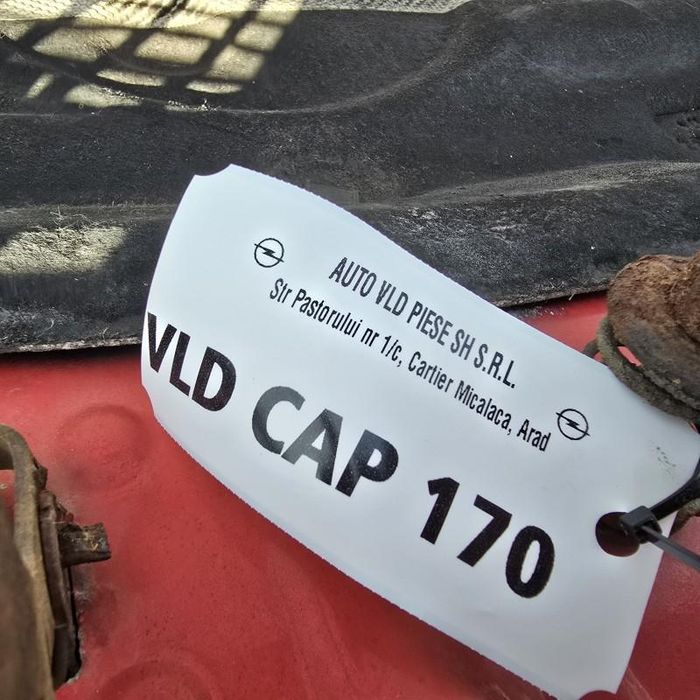 AUTO VLD PIESE SH S.R.L.
Str Pastorului nr 1/c, Cartier Micalaca, Arad
VLD CAP 170